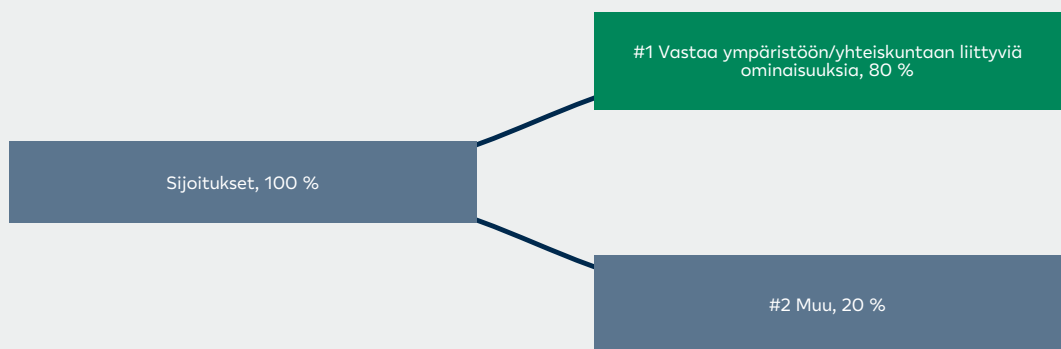 #1 Vastaa ympäristöön/yhteiskuntaan liittyviä
ominaisuuksia, 80 %
Sijoitukset, 100 %
#2 Muu, 20 %